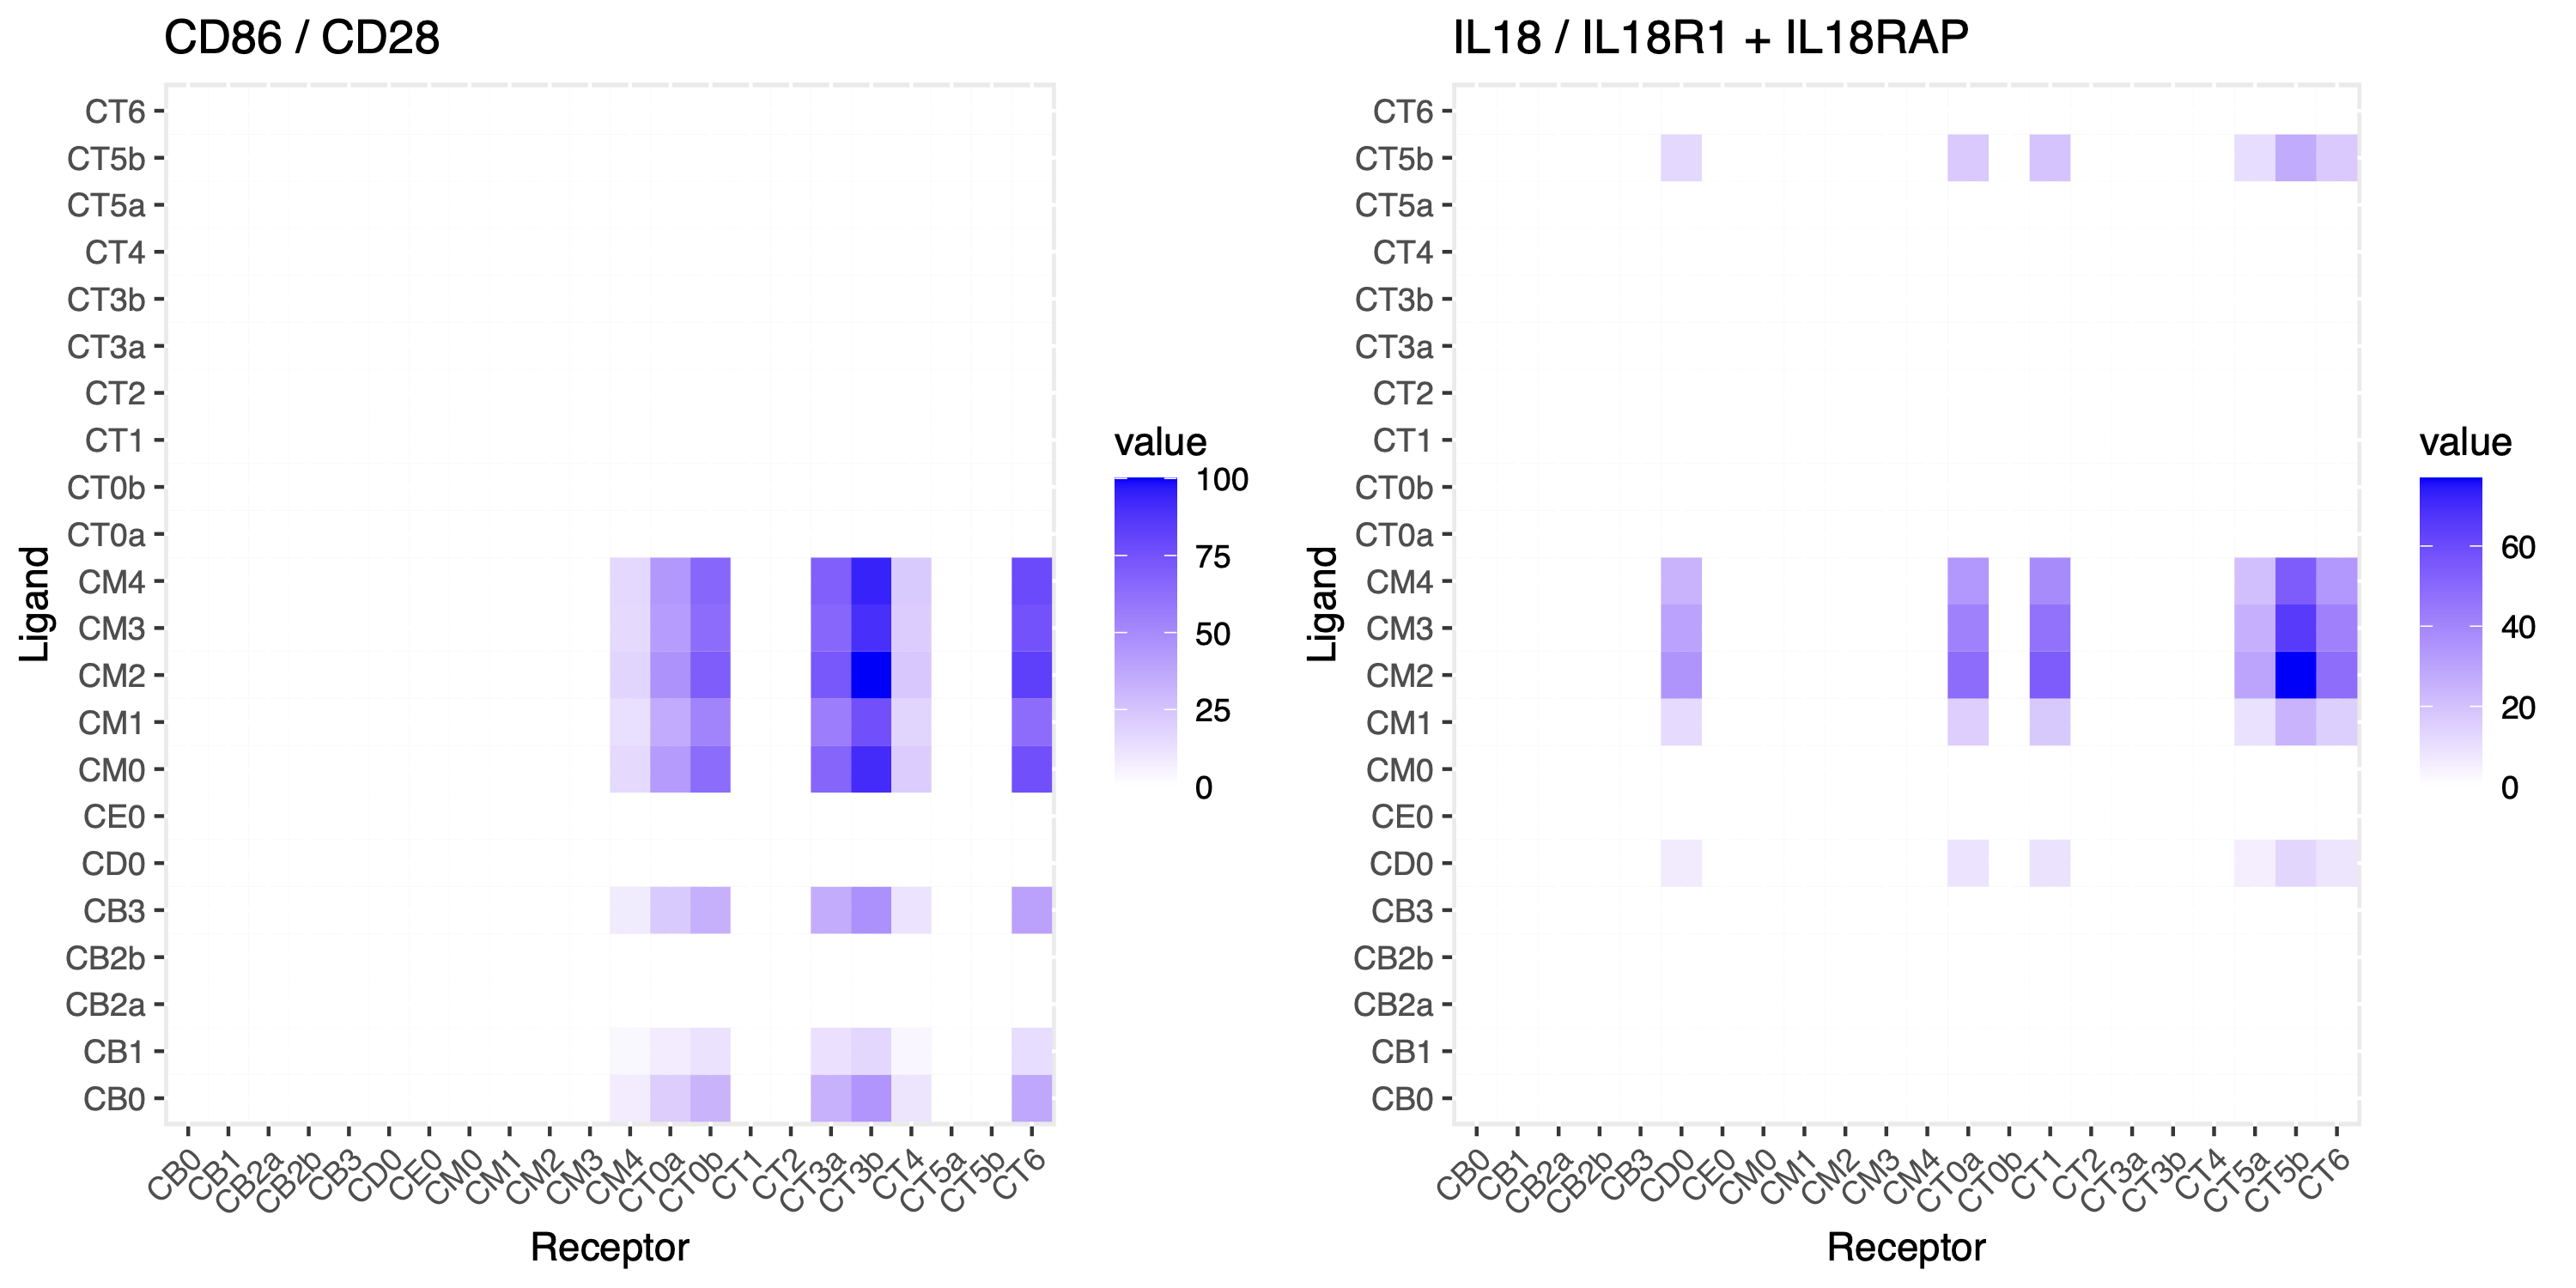 CD86 / CD28
Ligand
CT6
CT5b
CT5a
CT4
CT3b
CT3a
CT2
CT1
CT0b
CT0a
CM4
CM3
CM2
CM1
CM0
CE0
CD0
CB3
CB2b
CB2a
CB1
CB0
CB0 CB1 CB2a CB2b CB3 CD0 CE0 CM0 CM1 CM2 CM3 CM4 CT0a CT0b CT1 CT2 CT3a CT3b CT4 CT5a CT5b CT6
Receptor
value
100
75
50
25
0
IL18 / IL18R1 + IL18RAP
Ligand
CT6
CT5b
CT5a
CT4
CT3b
CT3a
CT2
CT1
CT0b
CT0a
CM4
CM3
CM2
CM1
CM0
CE0
CD0
CB3
CB2b
CB2a
CB1
CB0
CB0 CB1 CB2a CB2b CB3 CD0 CE0 CM0 CM1 CM2 CM3 CM4 CT0a CT0b CT1 CT2 CT3a CT3b CT4 CT5a CT5b CT6
Receptor
value
60
40
20
0